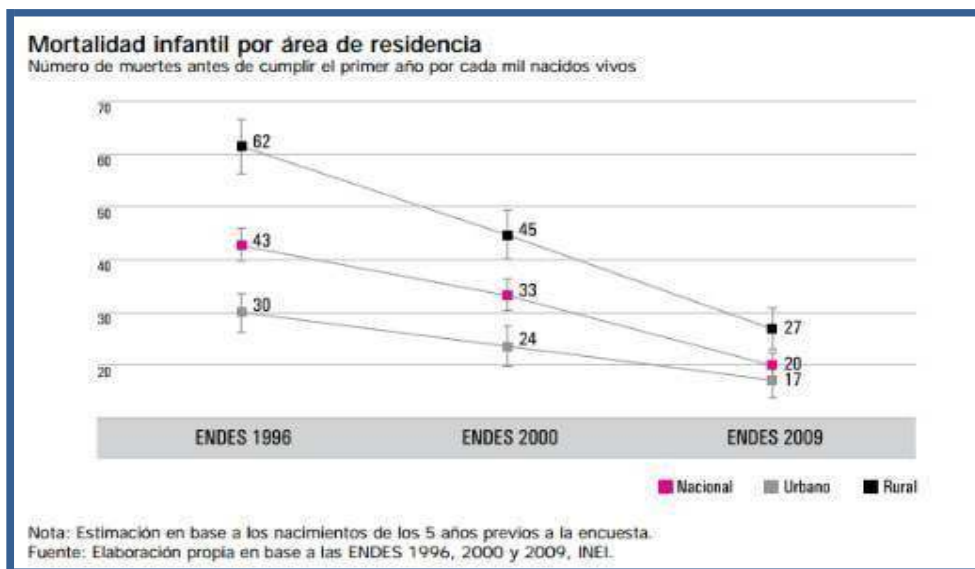 Mortalidad infantil por área de residencia
Número de muertes antes de cumplir el primer año por cada mil nacidos vivos
70
60
50
40
30
20
62
43
30
45
33
24
27
20
17
ENDES 1996 ENDES 2000 ENDES 2009
Nacional Urbano Rural
Nota: Estimación en base a los nacimientos de los 5 años previos a la encuesta.
Fuente: Elaboración propia en base a las ENDES 1996, 2000 y 2009, INEI.